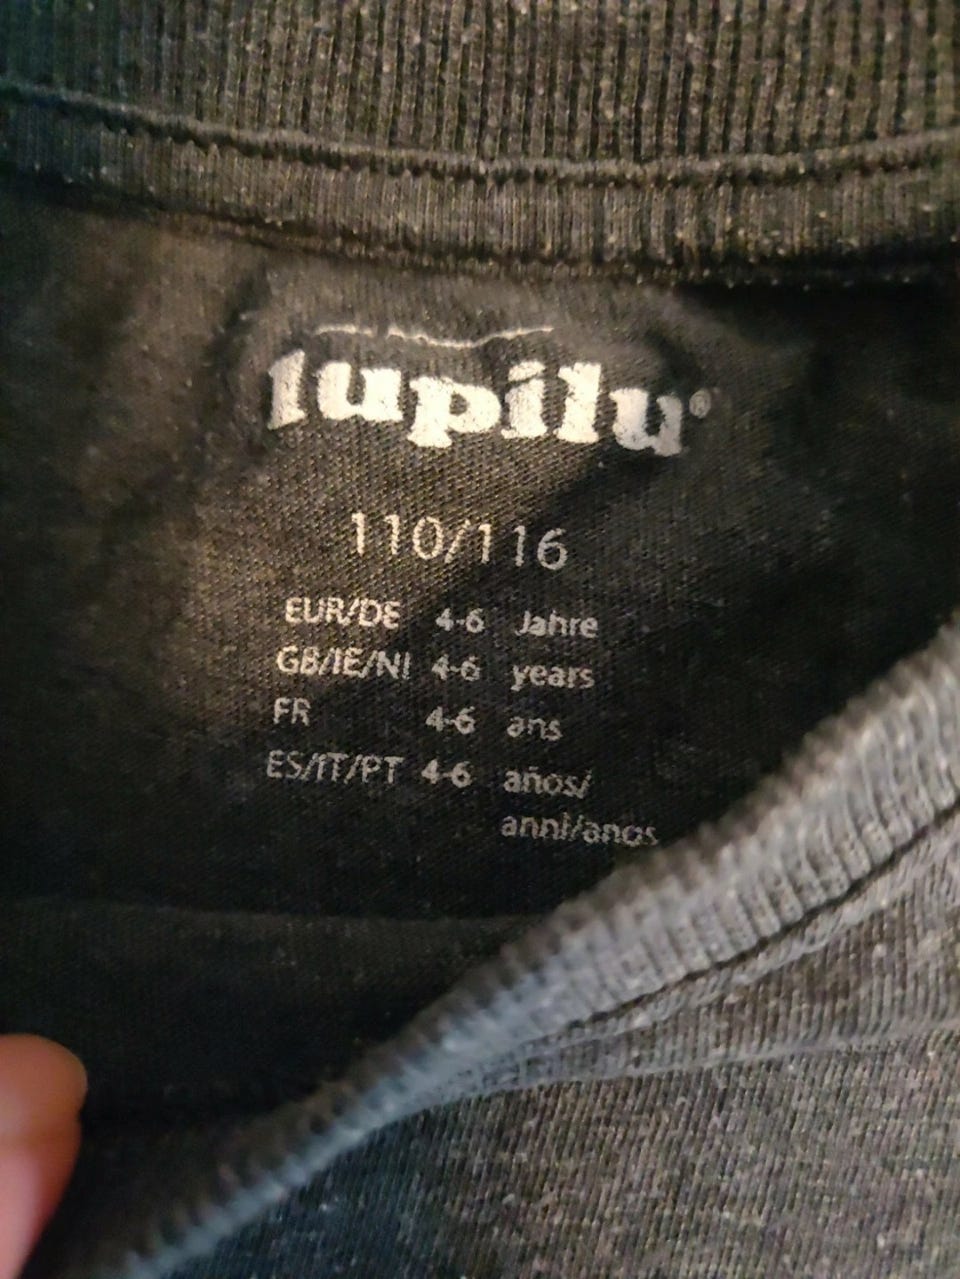 lupilu®
110/116
EUR/DE 4-6 Jahre
GB/IE/NI 4-6 years
FR 4-6 ans
ES/IT/PT 4-6 años/
anni/anos